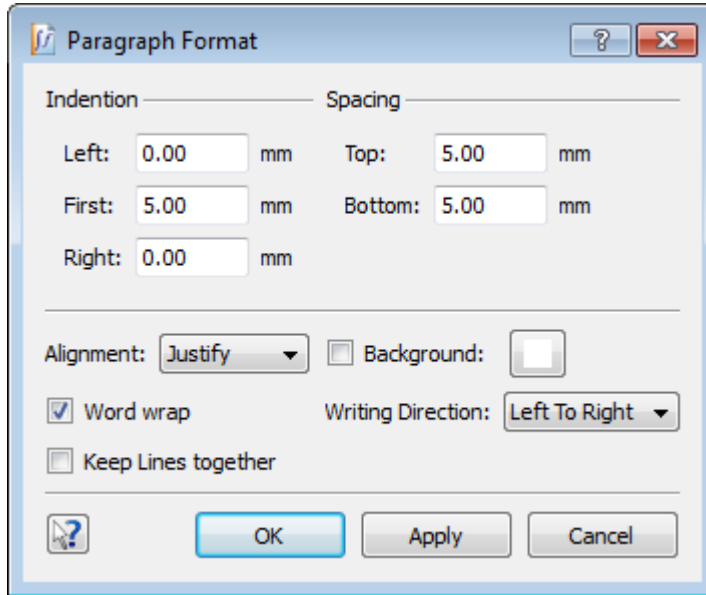 Paragraph Format
Indention
Spacing
Left: 0.00 mm
Top: 5.00 mm
First: 5.00 mm
Bottom: 5.00 mm
Right: 0.00 mm
Alignment: Justify
Background:
Word wrap
Writing Direction: Left To Right
Keep Lines together
OK
Apply
Cancel